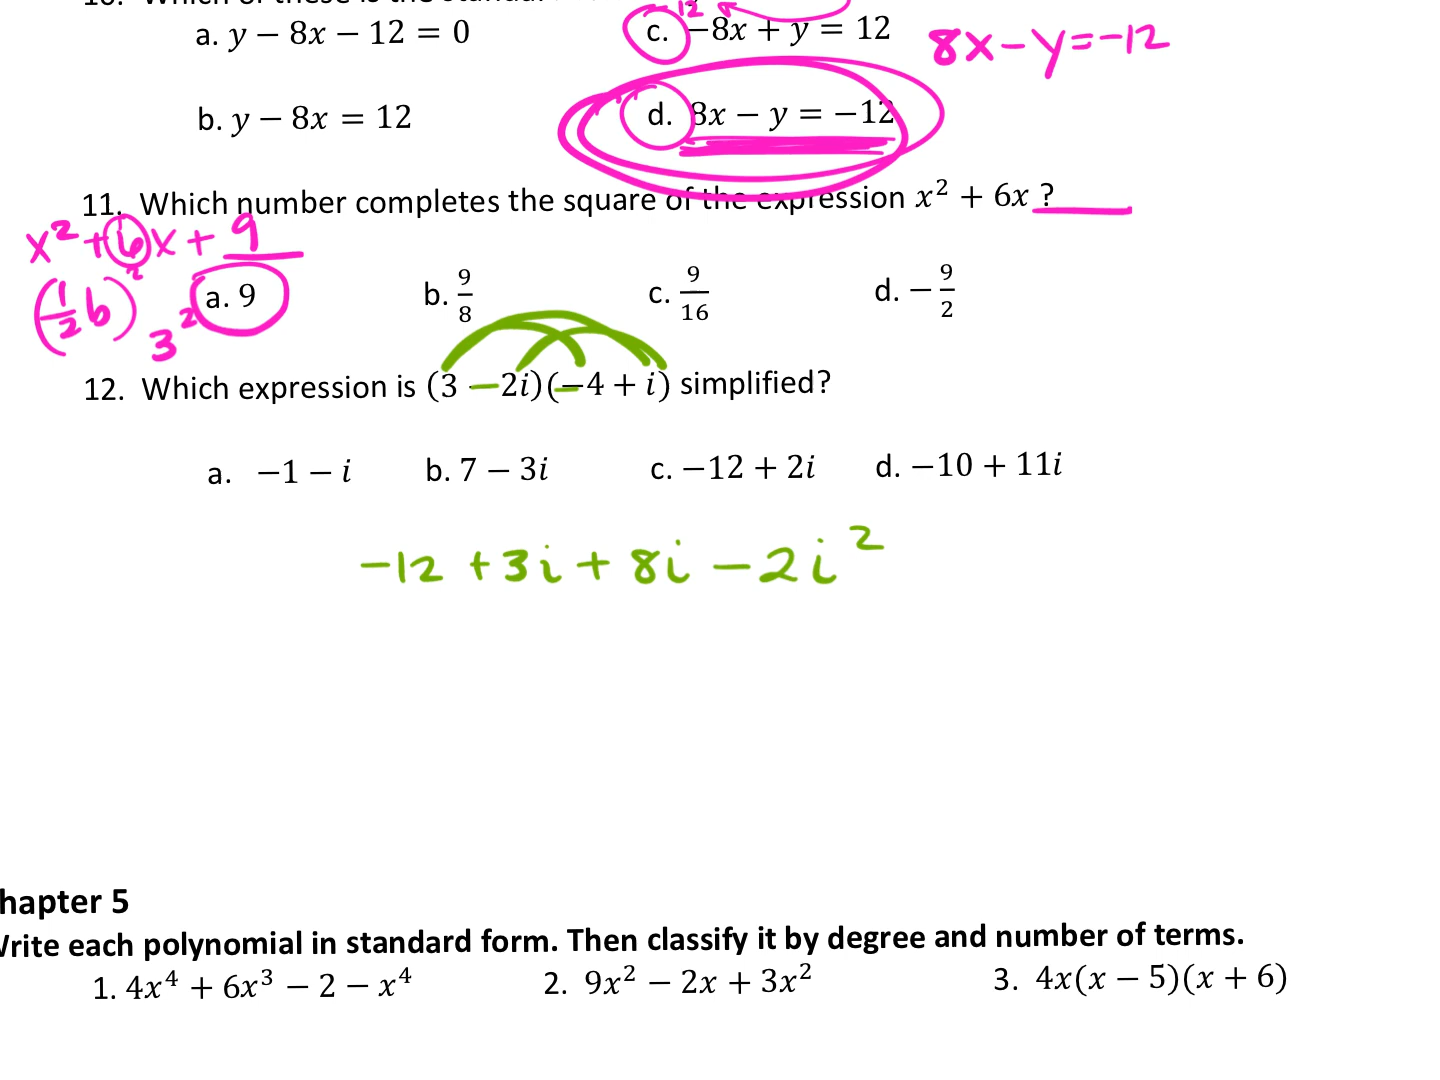 a. y − 8x − 12 = 0
−12
c. −8x + y = 12
8x − y = −12
b. y − 8x = 12
d. 8x − y = −12
11. Which number completes the square of the expression x² + 6x ?
x² + 6x + 9
(½b)²
3²
a. 9
b. 9/8
c. 9/16
d. −9/2
12. Which expression is (3 − 2i)(−4 + i) simplified?
a. −1 − i
b. 7 − 3i
c. −12 + 2i
d. −10 + 11i
−12 + 3i + 8i − 2i²
hapter 5
Write each polynomial in standard form. Then classify it by degree and number of terms.
1. 4x⁴ + 6x³ − 2 − x⁴
2. 9x² − 2x + 3x²
3. 4x(x − 5)(x + 6)